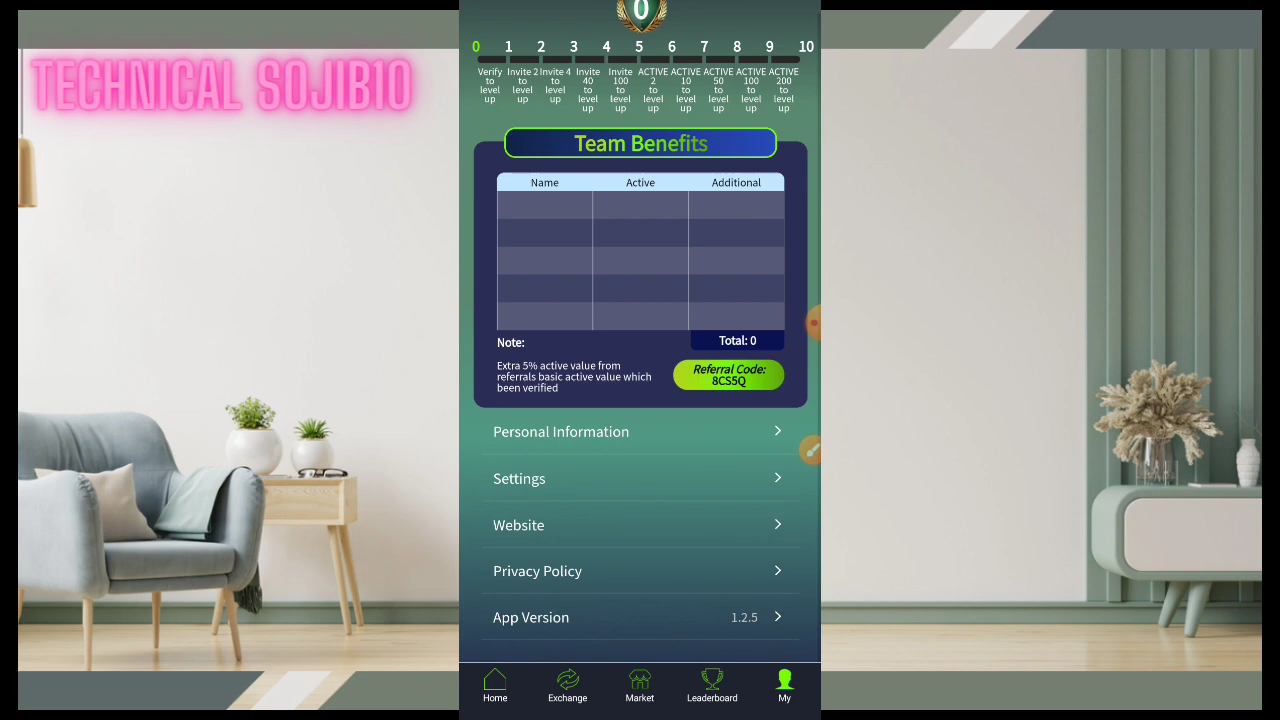 TECHNICAL SOJIB10
0
0 1 2 3 4 5 6 7 8 9 10
Verify to level up
Invite 2 to level up
Invite 4 to level up
Invite 40 to level up
Invite 100 to level up
ACTIVE 2 to level up
ACTIVE 10 to level up
ACTIVE 50 to level up
ACTIVE 100 to level up
ACTIVE 200 to level up
Team Benefits
Name Active Additional
Total: 0
Note:
Extra 5% active value from
referrals basic active value which
been verified
Referral Code:
8CS5Q
Personal Information
Settings
Website
Privacy Policy
App Version 1.2.5
Home Exchange Market Leaderboard My